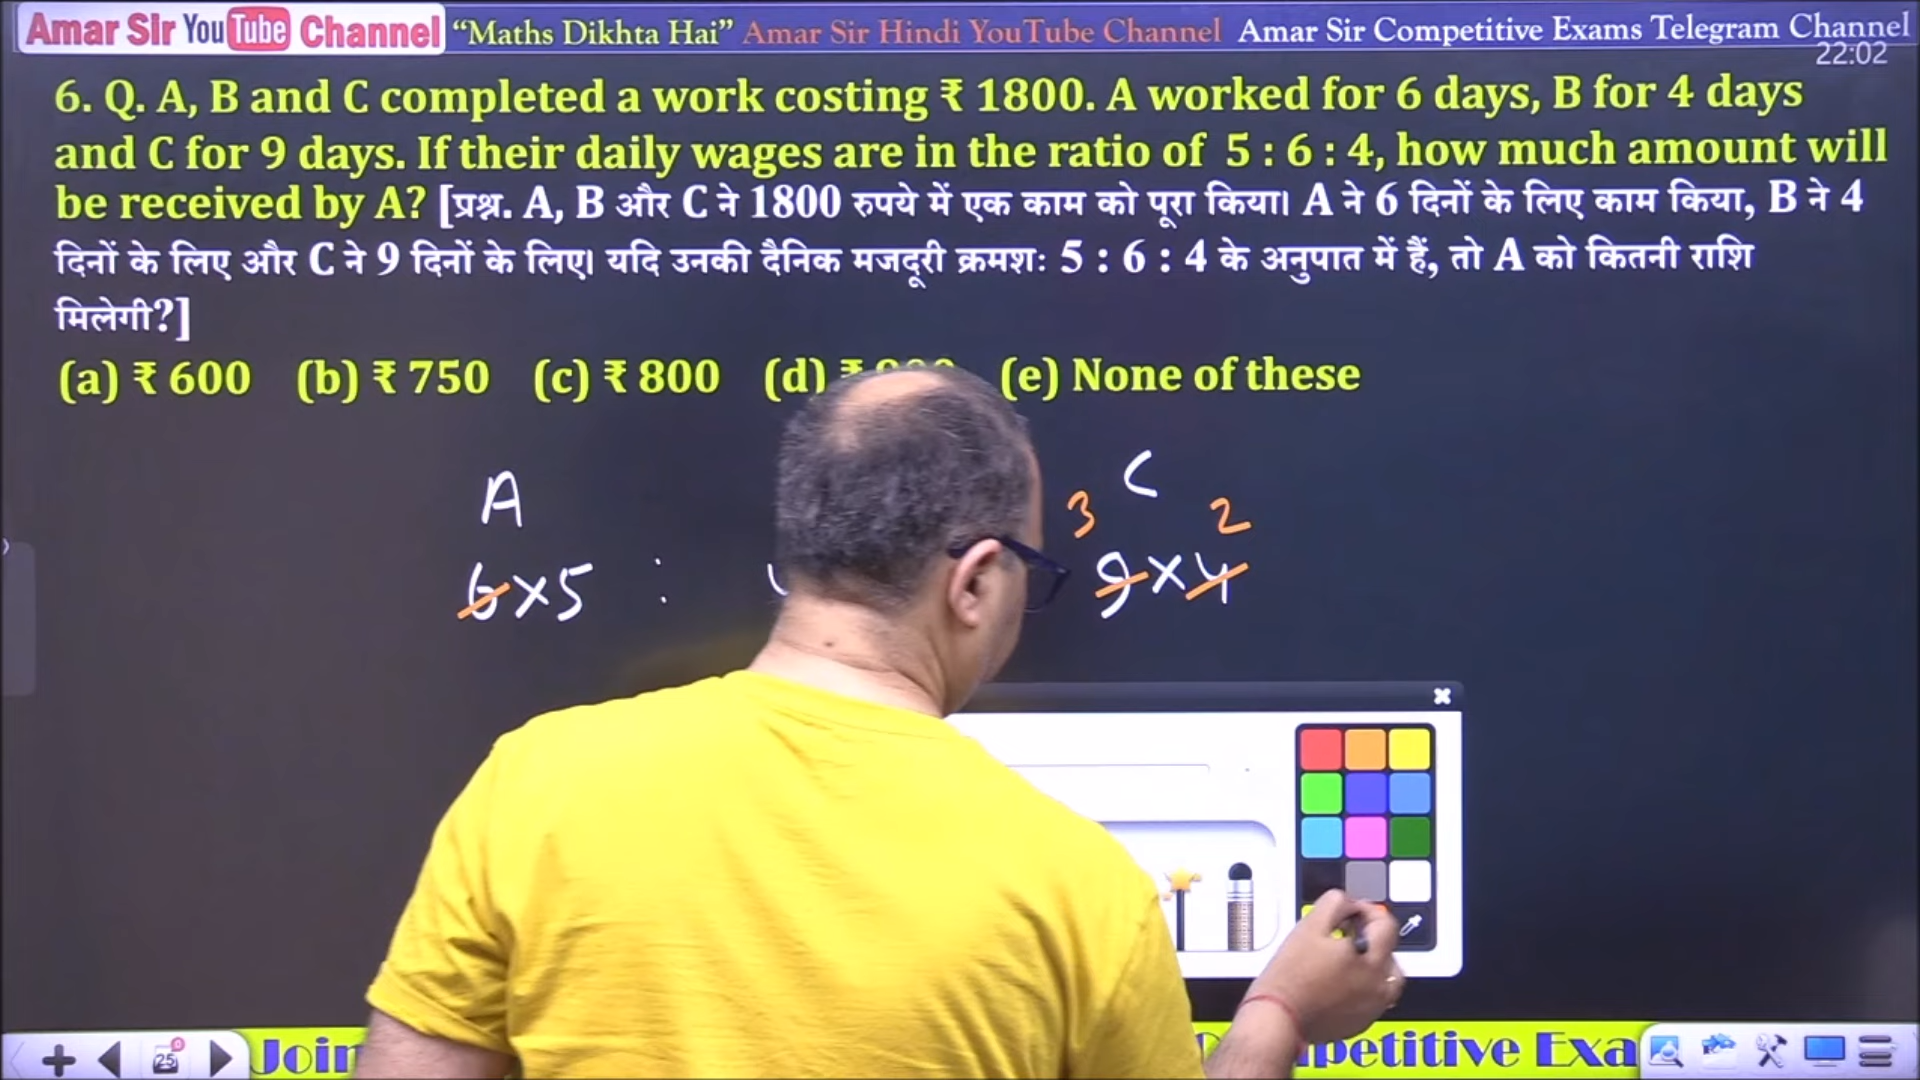 Amar Sir YouTube Channel "Maths Dikhta Hai" Amar Sir Hindi YouTube Channel Amar Sir Competitive Exams Telegram Channel
22:02
6. Q. A, B and C completed a work costing ₹ 1800. A worked for 6 days, B for 4 days
and C for 9 days. If their daily wages are in the ratio of 5 : 6 : 4, how much amount will
be received by A? [प्रश्न. A, B और C ने 1800 रुपये में एक काम को पूरा किया। A ने 6 दिनों के लिए काम किया, B ने 4
दिनों के लिए और C ने 9 दिनों के लिए। यदि उनकी दैनिक मजदूरी क्रमशः 5 : 6 : 4 के अनुपात में हैं, तो A को कितनी राशि
मिलेगी?]
(a) ₹ 600 (b) ₹ 750 (c) ₹ 800 (d) ₹ (e) None of these
A C
3 2
6×5 : 9×4
25 0
Join